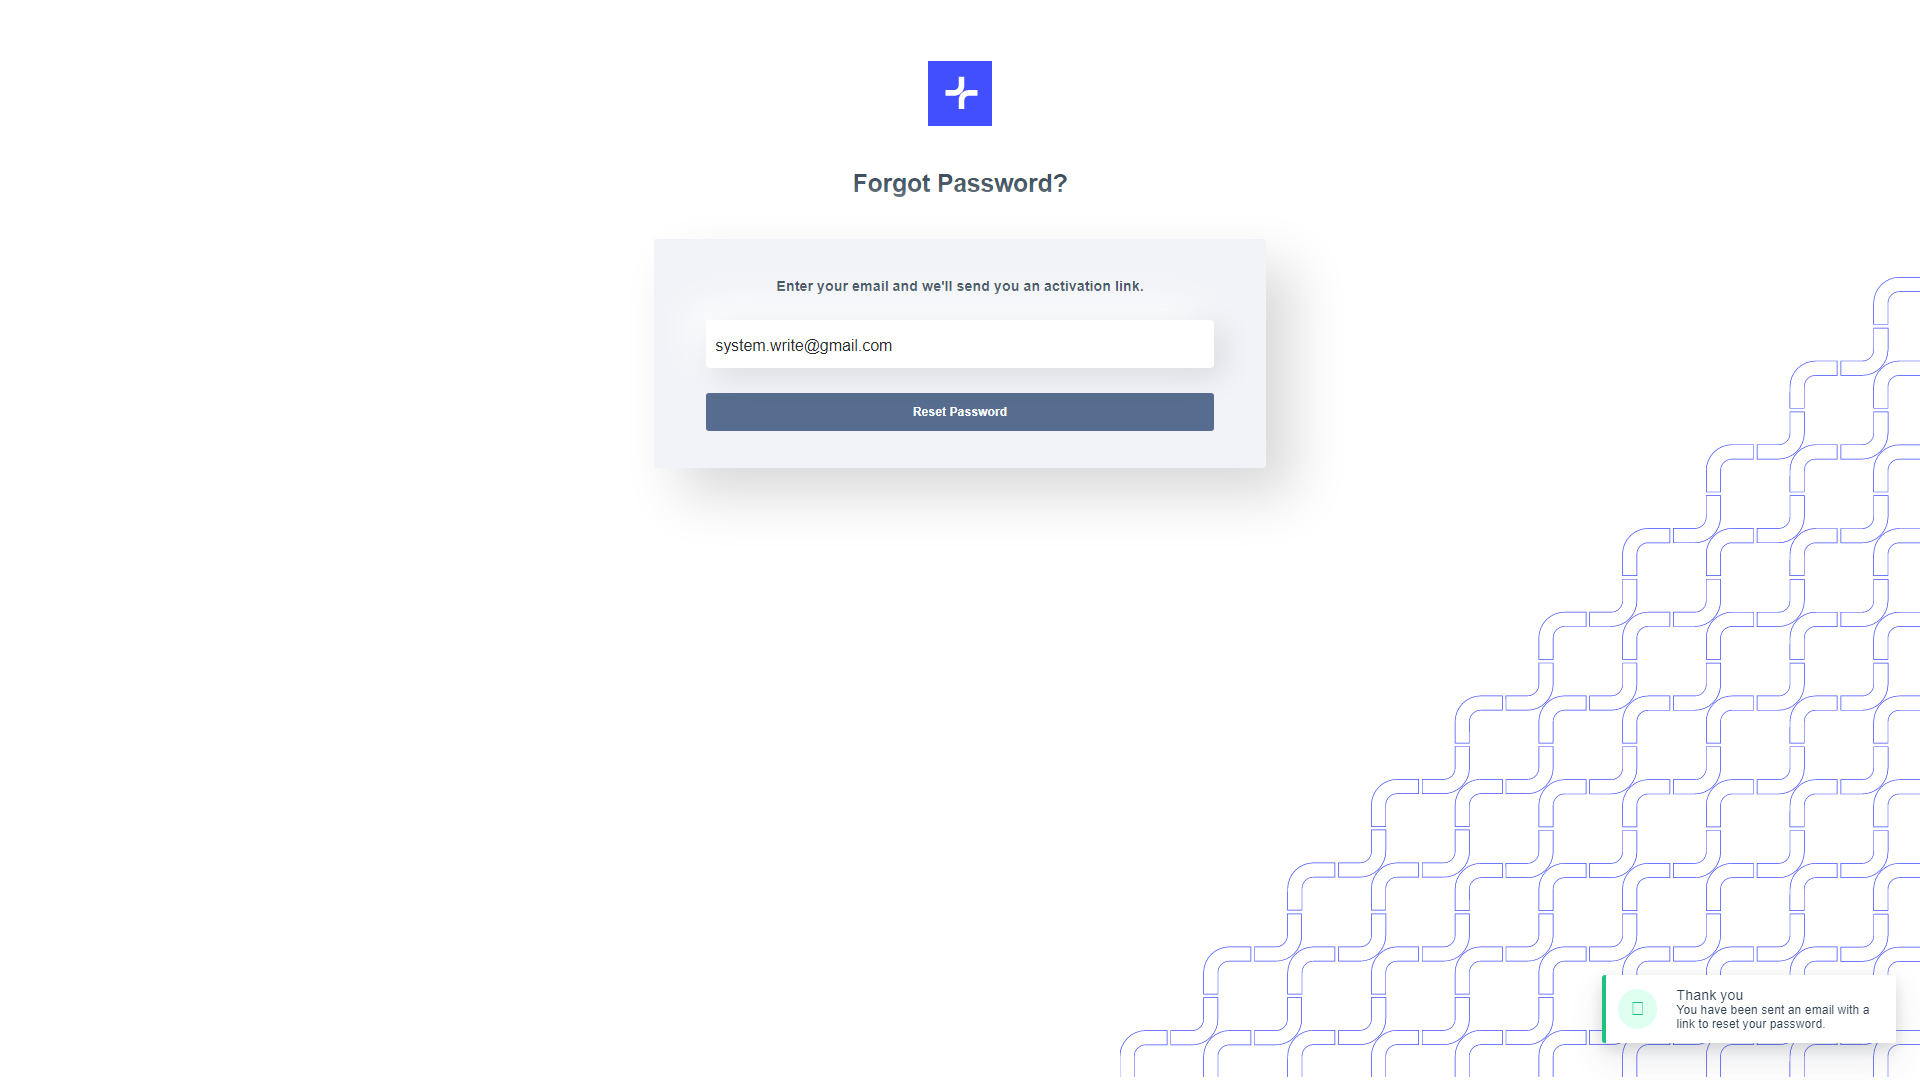 Forgot Password?
Enter your email and we'll send you an activation link.
system.write@gmail.com
Reset Password
Thank you
You have been sent an email with a
link to reset your password.